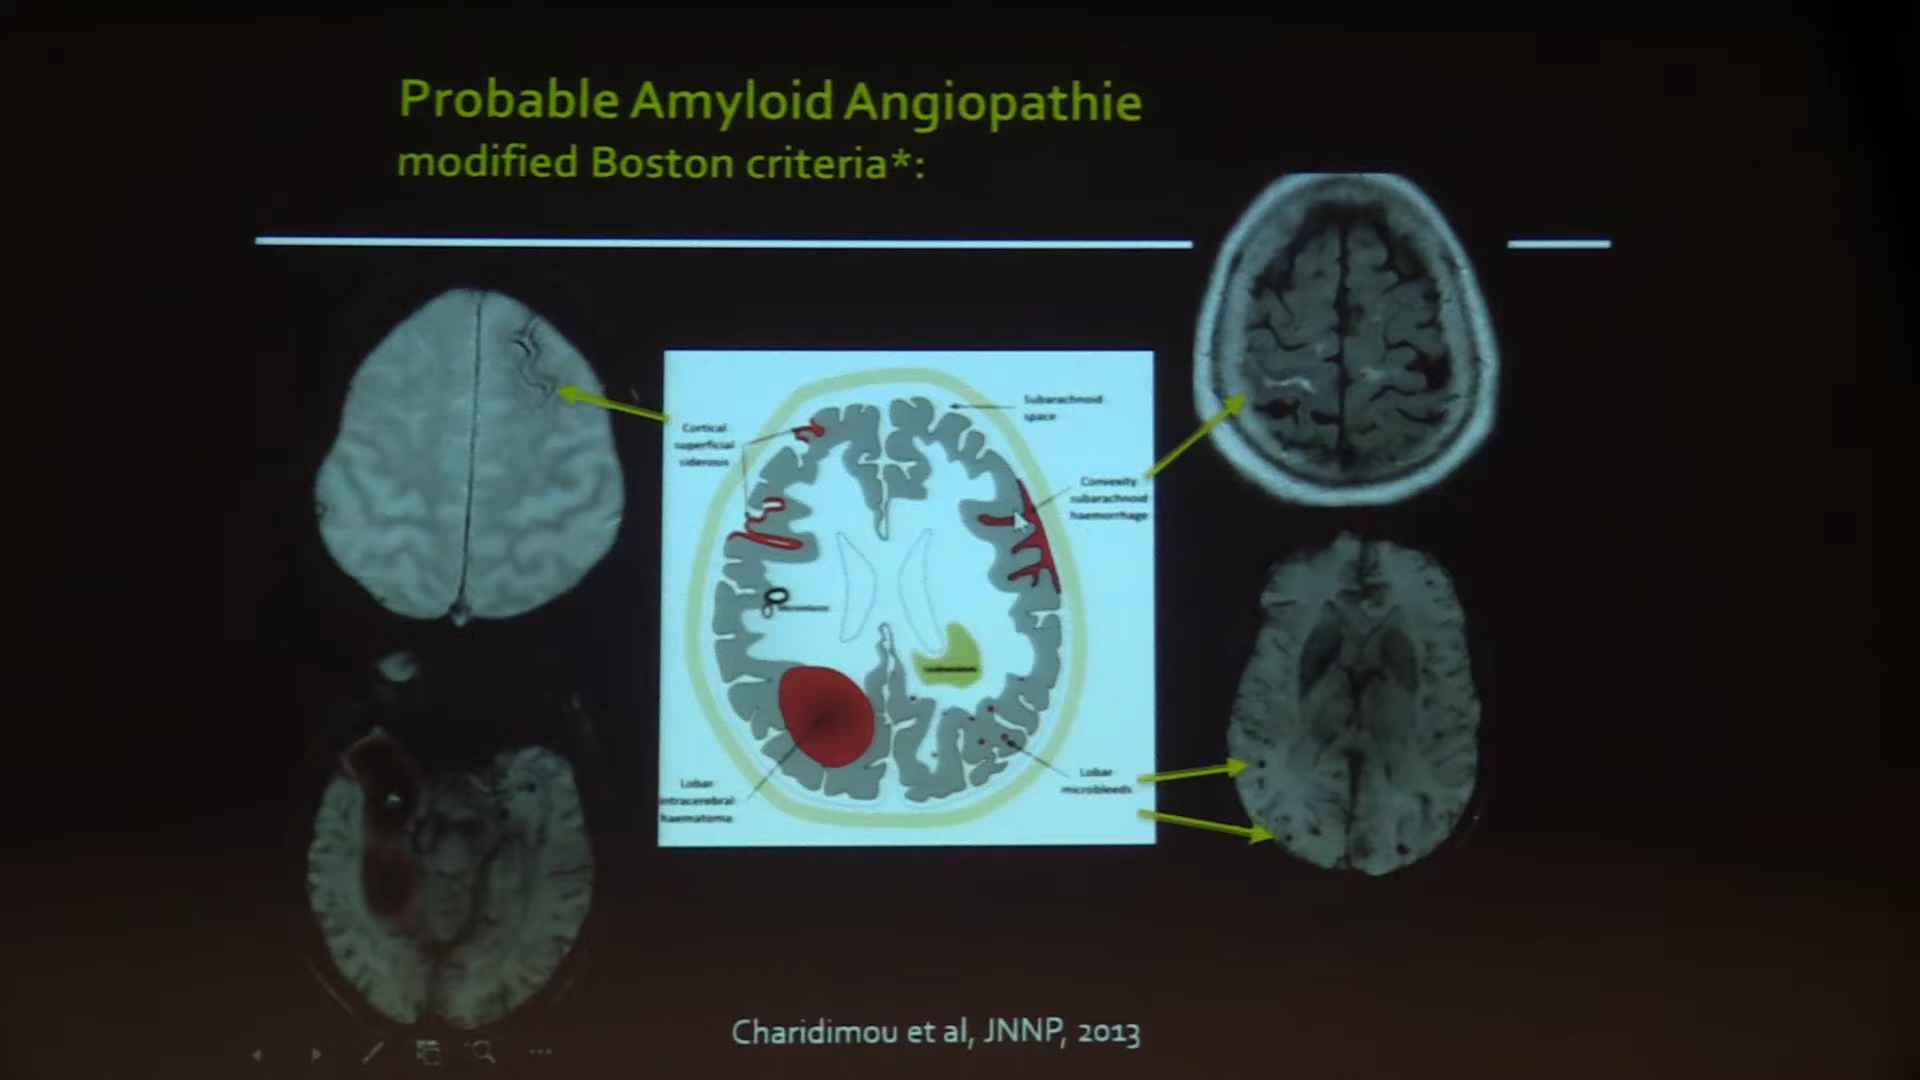 Probable Amyloid Angiopathie
modified Boston criteria*:
Subarachnoid
space
Cortical
superficial
siderosis
Convexity
subarachnoid
haemorrhage
Lobar
intracerebral
haematoma
Lobar
microbleeds
Charidimou et al, JNNP, 2013